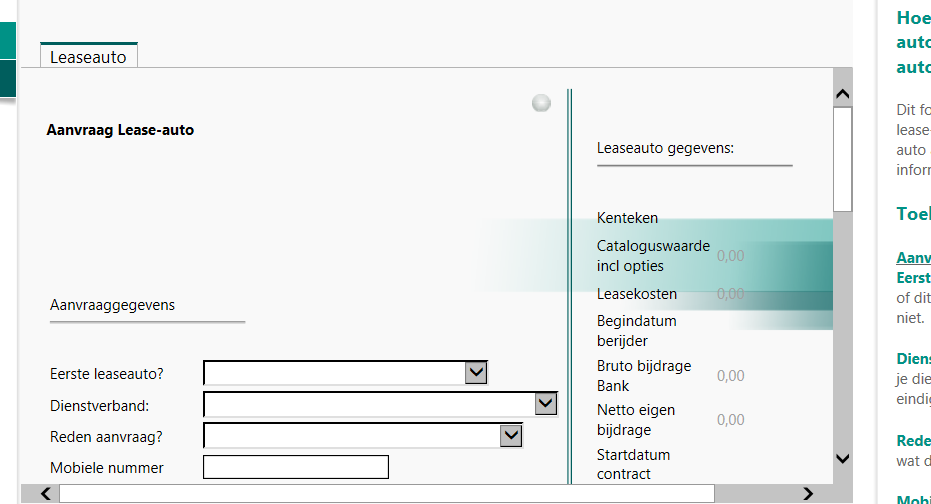 Leaseauto
Aanvraag Lease-auto
Aanvraaggegevens
Eerste leaseauto?
Dienstverband:
Reden aanvraag?
Mobiele nummer
Leaseauto gegevens:
Kenteken
Cataloguswaarde
incl opties
0,00
Leasekosten
0,00
Begindatum
berijder
Bruto bijdrage
Bank
0,00
Netto eigen
bijdrage
0,00
Startdatum
contract
Hoe
auto
auto
Dit fo
lease-
auto
inforr
Toel
Aanv
Eerst
of dit
niet.
Diens
je die
eindig
Rede
wat d
Mobi